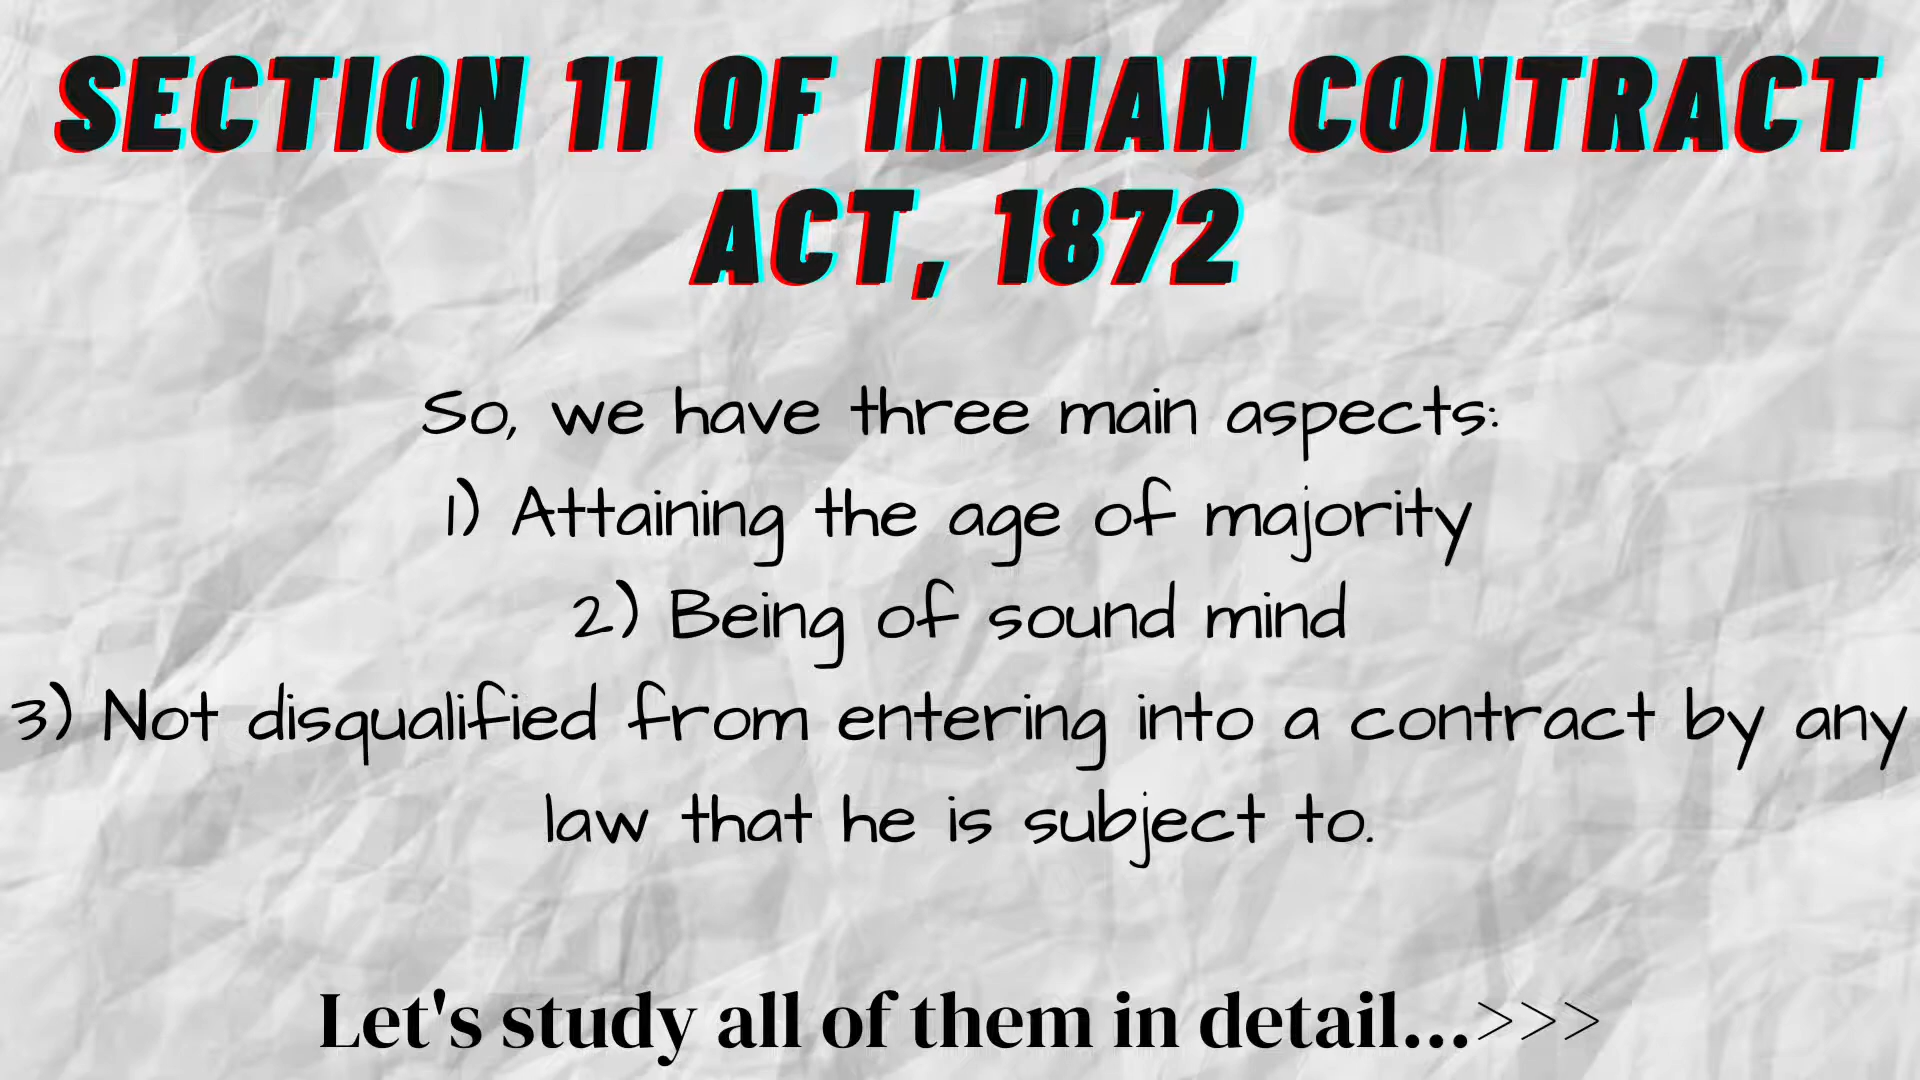 SECTION 11 OF INDIAN CONTRACT
ACT, 1872
So, we have three main aspects:
1) Attaining the age of majority
2) Being of sound mind
3) Not disqualified from entering into a contract by any
law that he is subject to.
Let's study all of them in detail...>>>